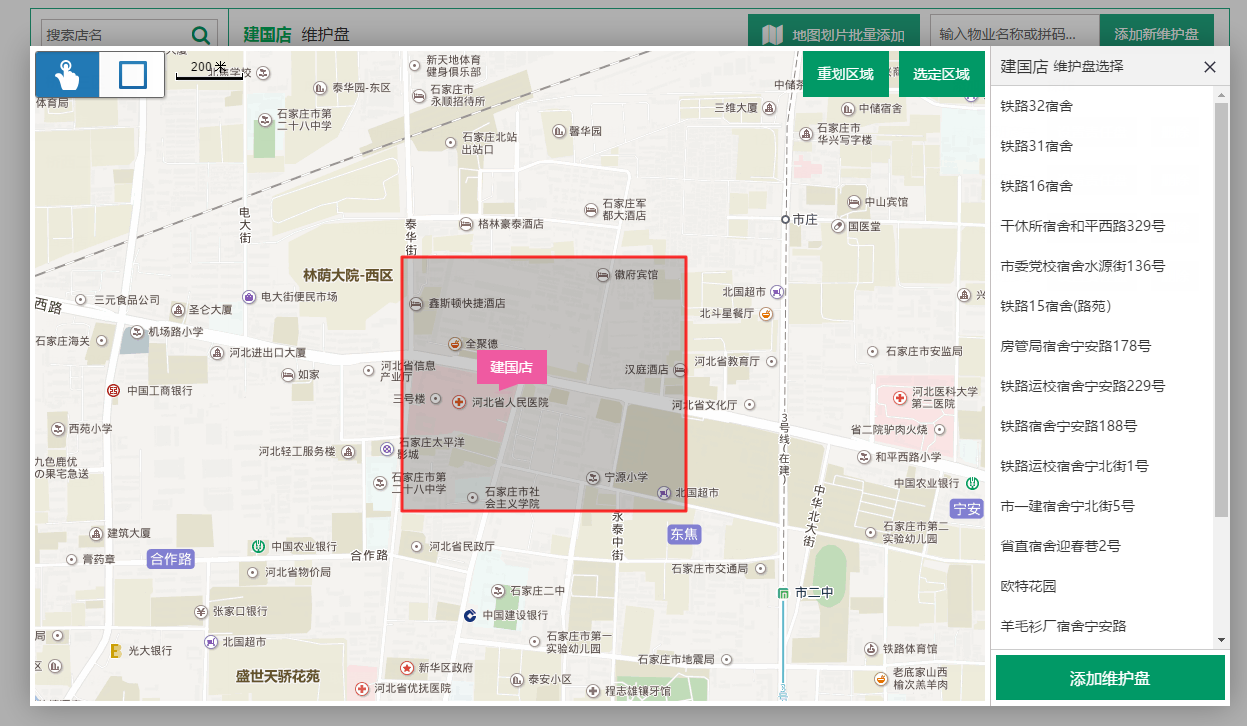 搜索店名
建国店 维护盘
地图划片批量添加
输入物业名称或拼码...
添加新维护盘
200 米
重划区域
选定区域
建国店 维护盘选择
铁路32宿舍
铁路31宿舍
铁路16宿舍
干休所宿舍和平西路329号
市委党校宿舍水源街136号
铁路15宿舍(路苑)
房管局宿舍宁安路178号
铁路运校宿舍宁安路229号
铁路宿舍宁安路188号
铁路运校宿舍宁北街1号
市一建宿舍宁北街5号
省直宿舍迎春巷2号
欧特花园
羊毛衫厂宿舍宁安路
添加维护盘
体育局
泰华园-东区
新天地体育
健身俱乐部
石家庄市
永顺招待所
石家庄市第
二十八中学
石家庄北站
出站口
馨华园
三维大厦
中储宿舍
石家庄市
华兴写字楼
电大街
泰华街
格林豪泰酒店
石家庄军
都大酒店
市庄
中山宾馆
国医堂
林荫大院-西区
徽府宾馆
西路
三元食品公司
圣仑大厦
电大街便民市场
鑫斯顿快捷酒店
北国超市
北斗星餐厅
石家庄海关
机场路小学
河北进出口大厦
全聚德
建国店
河北省信息
产业厅
如家
汉庭酒店
河北省教育厅
石家庄市安监局
中国工商银行
三号楼
河北省人民医院
河北省文化厅
河北医科大学
第二医院
西苑小学
河北轻工服务楼
石家庄太平洋
影城
3号线(在建)
省二院驴肉火烧
和平西路小学
九色鹿优
の果宅急送
石家庄市第
二十八中学
石家庄市社
会主义学院
宁源小学
北国超市
中国农业银行
宁安
建筑大厦
永泰中街
东焦
中华北大街
石家庄市第二
实验幼儿园
膏药章
合作路
中国农业银行
合作路
河北省民政厅
河北省物价局
石家庄市交通局
石家庄二中
市二中
张家口银行
中国建设银行
局
光大银行
北国超市
石家庄市第一
实验幼儿园
石家庄市地震局
铁路体育馆
区
盛世天骄花苑
新华区政府
河北省优抚医院
泰安小区
程志雄镶牙馆
老底家山西
榆次羔羊肉